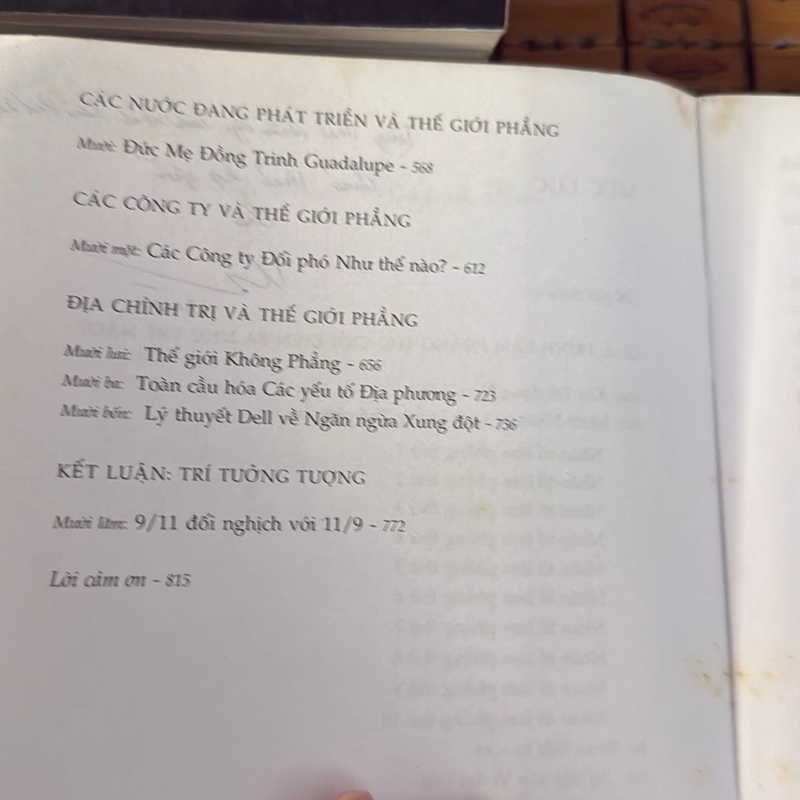 CÁC NƯỚC ĐANG PHÁT TRIỂN VÀ THẾ GIỚI PHẲNG
Mười: Đức Mẹ Đồng Trinh Guadalupe - 568
CÁC CÔNG TY VÀ THẾ GIỚI PHẲNG
Mười một: Các Công ty Đối phó Như thế nào? - 612
ĐỊA CHÍNH TRỊ VÀ THẾ GIỚI PHẲNG
Mười hai: Thế giới Không Phẳng - 656
Mười ba: Toàn cầu hóa Các yếu tố Địa phương - 723
Mười bốn: Lý thuyết Dell về Ngăn ngừa Xung đột - 736
KẾT LUẬN: TRÍ TƯỞNG TƯỢNG
Mười lăm: 9/11 đối nghịch với 11/9 - 772
Lời cảm ơn - 815